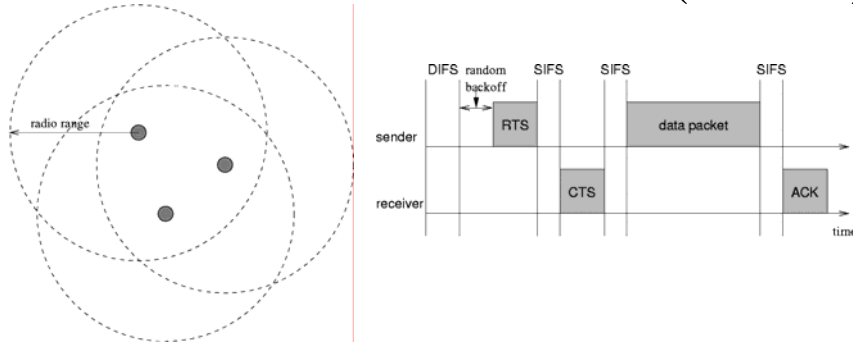 radio range
DIFS random backoff SIFS SIFS SIFS
sender RTS data packet
receiver CTS ACK
time